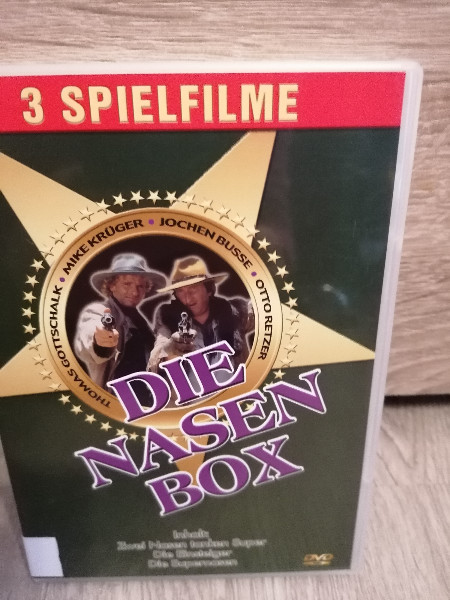 3 SPIELFILME
THOMAS GOTTSCHALK • MIKE KRÜGER • JOCHEN BUSSE • OTTO RETZER
DIE
NASEN
BOX
Inhalt:
Zwei Nasen tanken Super
Die Einsteiger
Die Supernasen
DVD